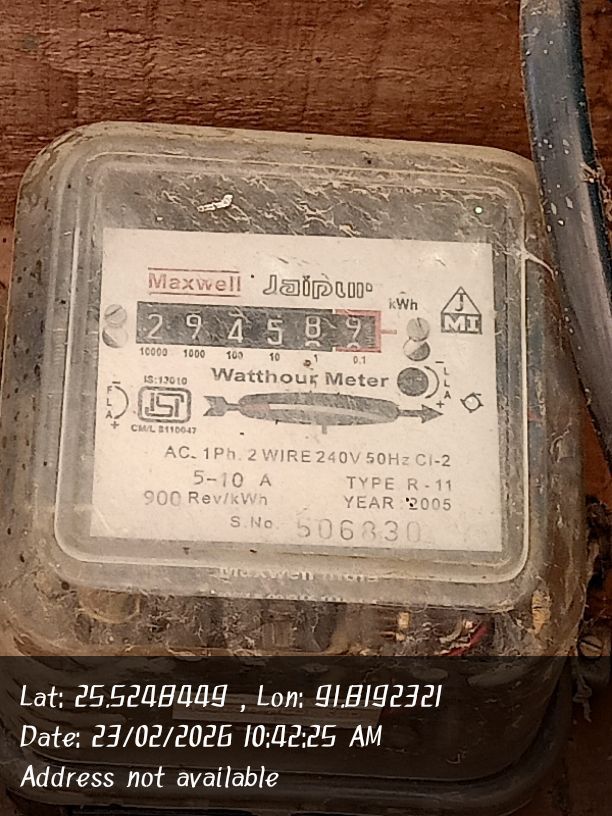 Maxwell Jaipur
kWh
J
MI
2 9 4 5 8 9
10000 1000 100 10 1 0.1
Watthour Meter
IS:13010
CM/L 8110047
F L A
+
L L A
+
AC. 1Ph. 2 WIRE 240V 50Hz Cl-2
5-10 A TYPE R-11
900 Rev/kWh YEAR : 2005
S.No. 506830
Lat: 25.5248449 , Lon: 91.8192321
Date: 23/02/2026 10:42:25 AM
Address not available